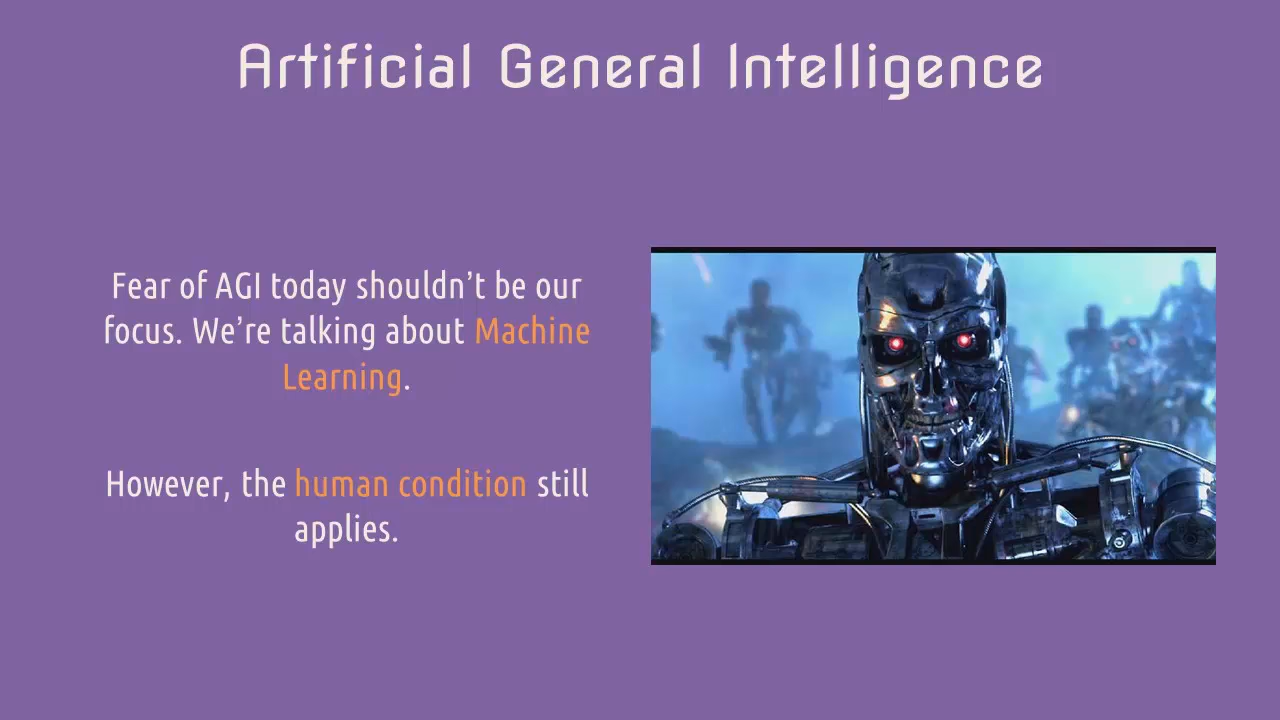 Artificial General Intelligence
Fear of AGI today shouldn’t be our
focus. We’re talking about Machine
Learning.
However, the human condition still
applies.